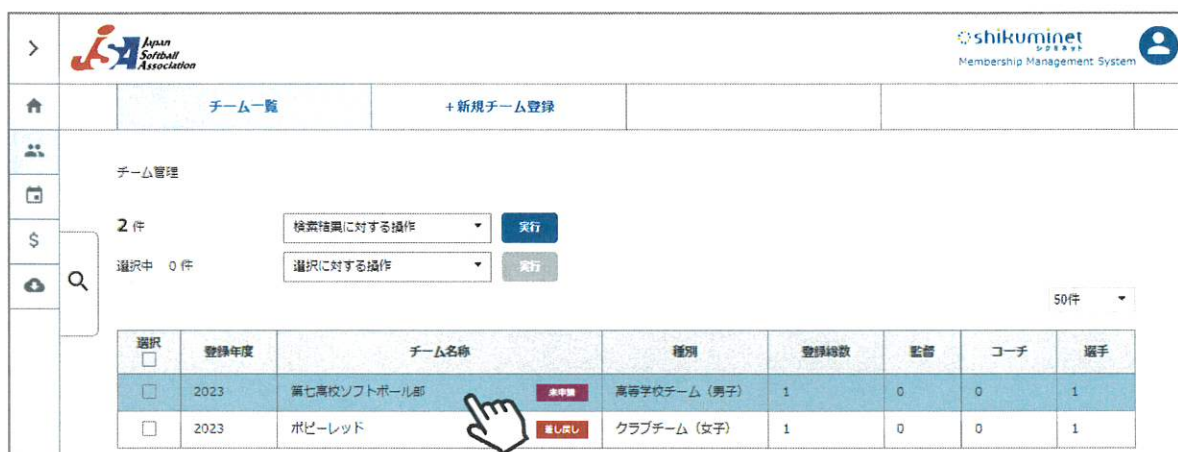 >
JSA Japan
Softball
Association
shikuminet
シクミネット
Membership Management System
チーム一覧
+新規チーム登録
チーム管理
2 件
検索結果に対する操作
実行
選択中 0 件
選択に対する操作
実行
$
50件
選択 登録年度 チーム名称 種別 登録総数 監督 コーチ 選手
2023 第七高校ソフトボール部 未申請 高等学校チーム（男子） 1 0 0 1
2023 ポピーレッド 差し戻し クラブチーム（女子） 1 0 0 1